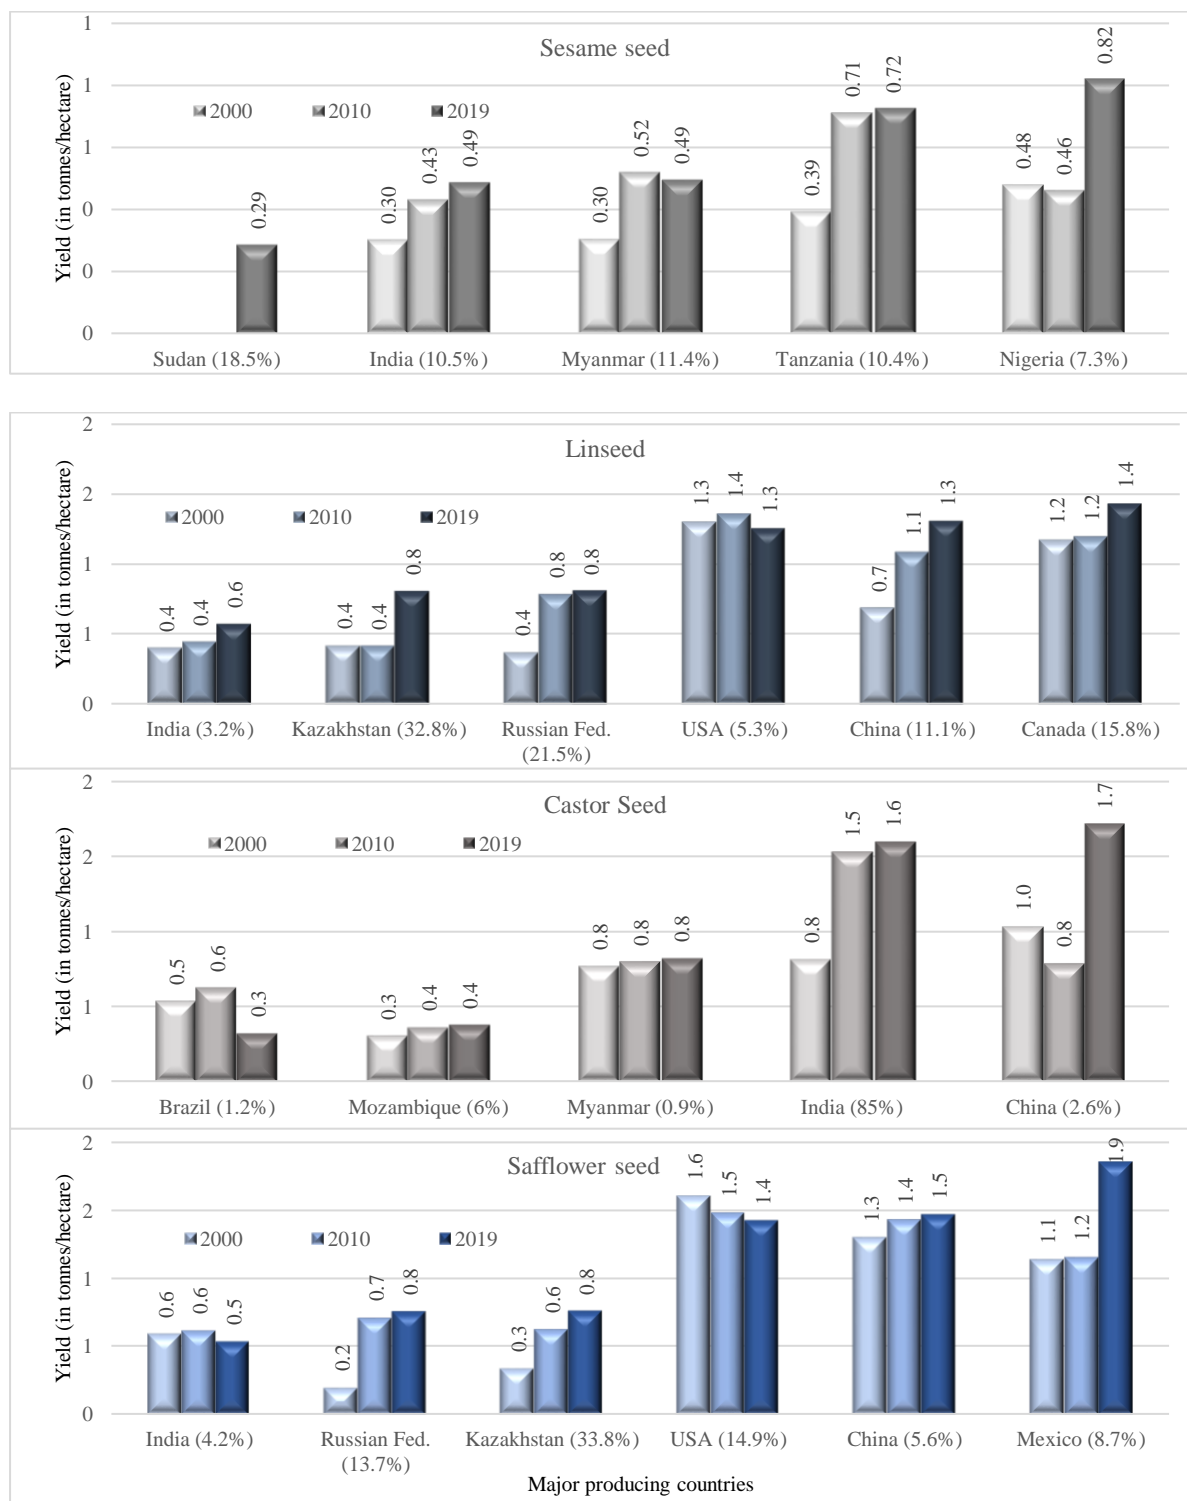 Sesame seed
Yield (in tonnes/hectare)
1
1
1
0
0
0
2000 2010 2019
0.29
0.30 0.43 0.49
0.30 0.52 0.49
0.39 0.71 0.72
0.48 0.46 0.82
Sudan (18.5%) India (10.5%) Myanmar (11.4%) Tanzania (10.4%) Nigeria (7.3%)
Linseed
Yield (in tonnes/hectare)
2
2
1
1
0
2000 2010 2019
0.4 0.4 0.6
0.4 0.4 0.8
0.4 0.8 0.8
1.3 1.4 1.3
0.7 1.1 1.3
1.2 1.2 1.4
India (3.2%) Kazakhstan (32.8%) Russian Fed. USA (5.3%) China (11.1%) Canada (15.8%)
(21.5%)
Castor Seed
Yield (in tonnes/hectare)
2
2
1
1
0
2000 2010 2019
0.5 0.6 0.3
0.3 0.4 0.4
0.8 0.8 0.8
0.8 1.5 1.6
1.0 0.8 1.7
Brazil (1.2%) Mozambique (6%) Myanmar (0.9%) India (85%) China (2.6%)
Safflower seed
Yield (in tonnes/hectare)
2
2
1
1
0
2000 2010 2019
0.6 0.6 0.5
0.2 0.7 0.8
0.3 0.6 0.8
1.6 1.5 1.4
1.3 1.4 1.5
1.1 1.2 1.9
India (4.2%) Russian Fed. Kazakhstan (33.8%) USA (14.9%) China (5.6%) Mexico (8.7%)
(13.7%)
Major producing countries